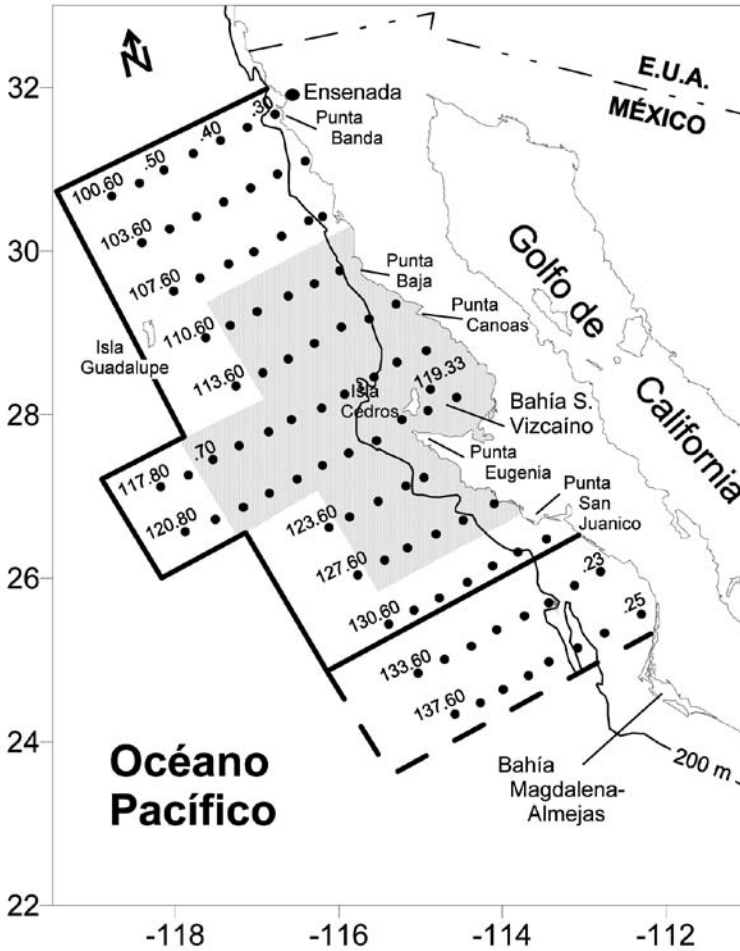 N
E.U.A.
MÉXICO
32
30
28
26
24
22
Ensenada
Punta
Banda
100.60
.50
.40
.30
103.60
107.60
110.60
113.60
117.80
.70
120.80
123.60
127.60
130.60
133.60
137.60
119.33
.23
.25
Isla
Guadalupe
Punta
Baja
Punta
Canoas
Isla
Cedros
Bahía S.
Vizcaíno
Punta
Eugenia
Punta
San
Juanico
Golfo de
California
Océano
Pacífico
Bahía
Magdalena-
Almejas
200 m
-118
-116
-114
-112